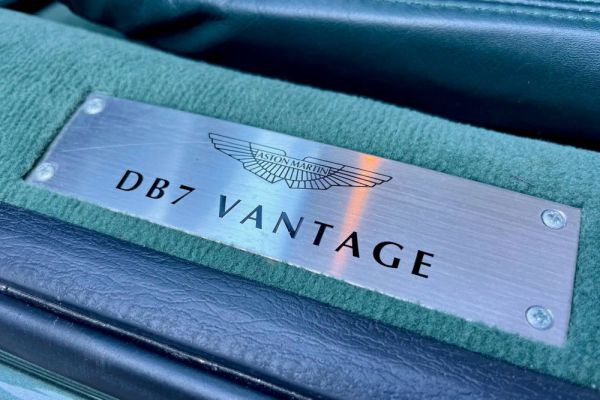 ASTON MARTIN
DB7 VANTAGE